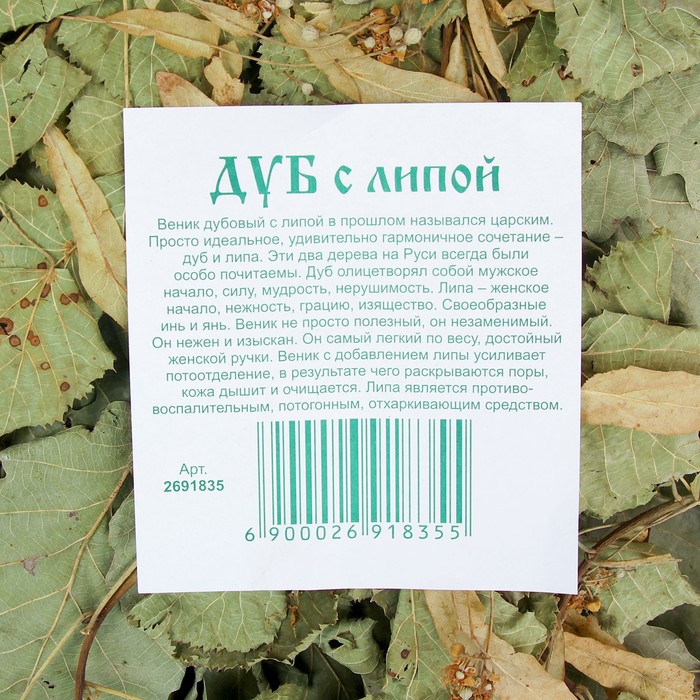 ДУБ с липой
Веник дубовый с липой в прошлом назывался царским.
Просто идеальное, удивительно гармоничное сочетание –
дуб и липа. Эти два дерева на Руси всегда были
особо почитаемы. Дуб олицетворял собой мужское
начало, силу, мудрость, нерушимость. Липа – женское
начало, нежность, грацию, изящество. Своеобразные
инь и янь. Веник не просто полезный, он незаменимый.
Он нежен и изыскан. Он самый легкий по весу, достойный
женской ручки. Веник с добавлением липы усиливает
потоотделение, в результате чего раскрываются поры,
кожа дышит и очищается. Липа является противо-
воспалительным, потогонным, отхаркивающим средством.
Арт.
2691835
6 900026 918355